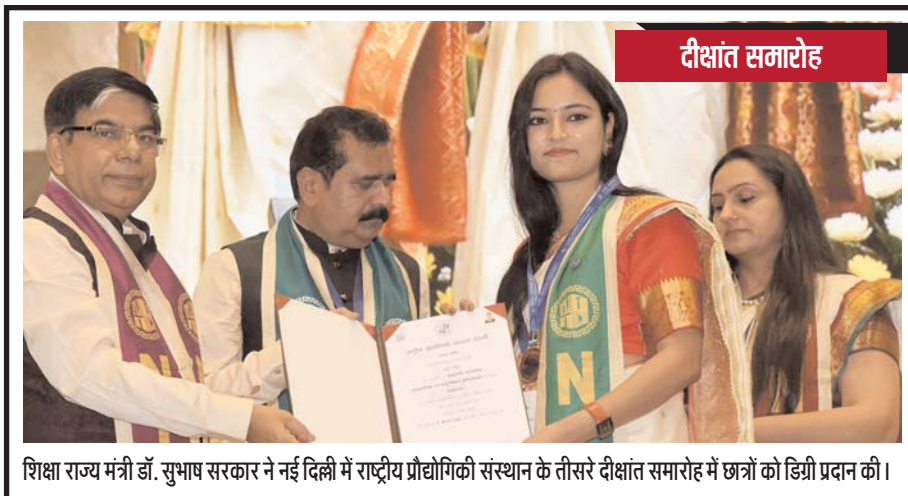 दीक्षांत समारोह
N
N
राष्ट्रीय प्रौद्योगिकी संस्थान दिल्ली
शिक्षा राज्य मंत्री डॉ. सुभाष सरकार ने नई दिल्ली में राष्ट्रीय प्रौद्योगिकी संस्थान के तीसरे दीक्षांत समारोह में छात्रों को डिग्री प्रदान की।